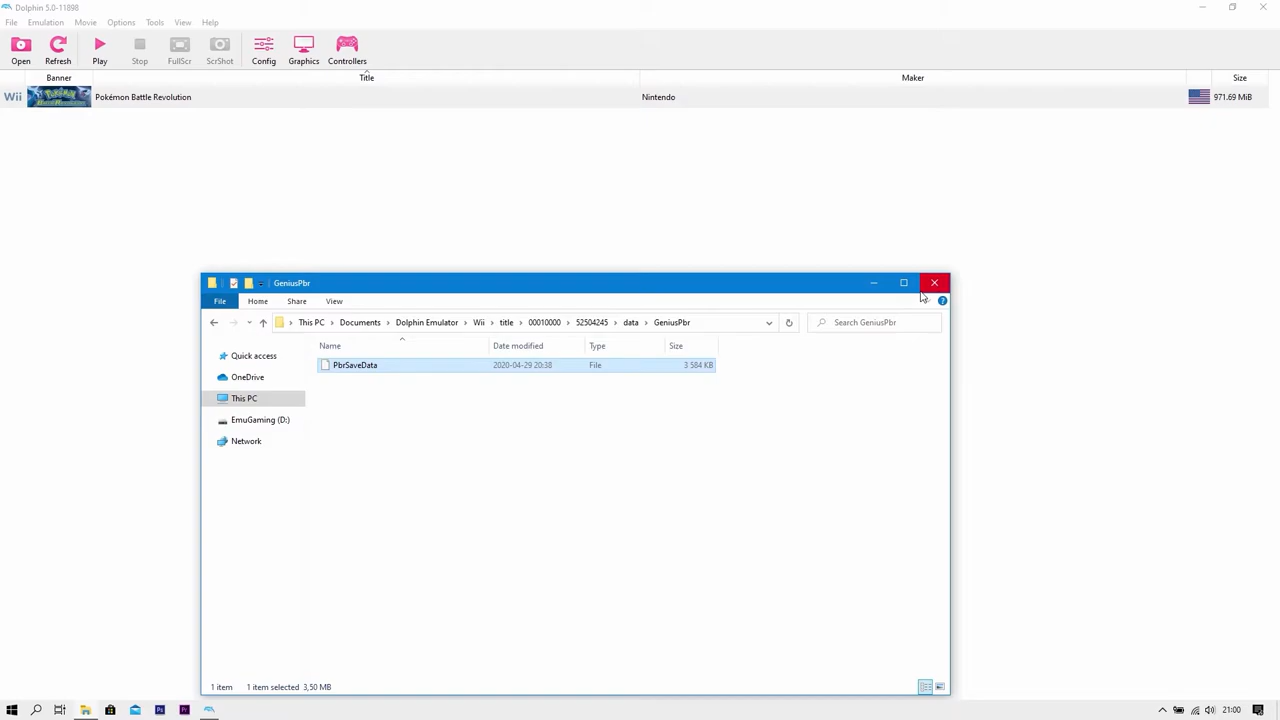 Dolphin 5.0-11898
File Emulation Movie Options Tools View Help
Open Refresh Play Stop FullScr ScrShot Config Graphics Controllers
Banner Title Maker Size
Wii Pokémon Battle Revolution Nintendo 971.69 MiB
GeniusPbr
File Home Share View
This PC > Documents > Dolphin Emulator > Wii > title > 00010000 > 52504245 > data > GeniusPbr Search GeniusPbr
Name Date modified Type Size
PbrSaveData 2020-04-29 20:38 File 3 584 KB
Quick access
OneDrive
This PC
EmuGaming (D:)
Network
1 item 1 item selected 3,50 MB
Ps Pr 21:00